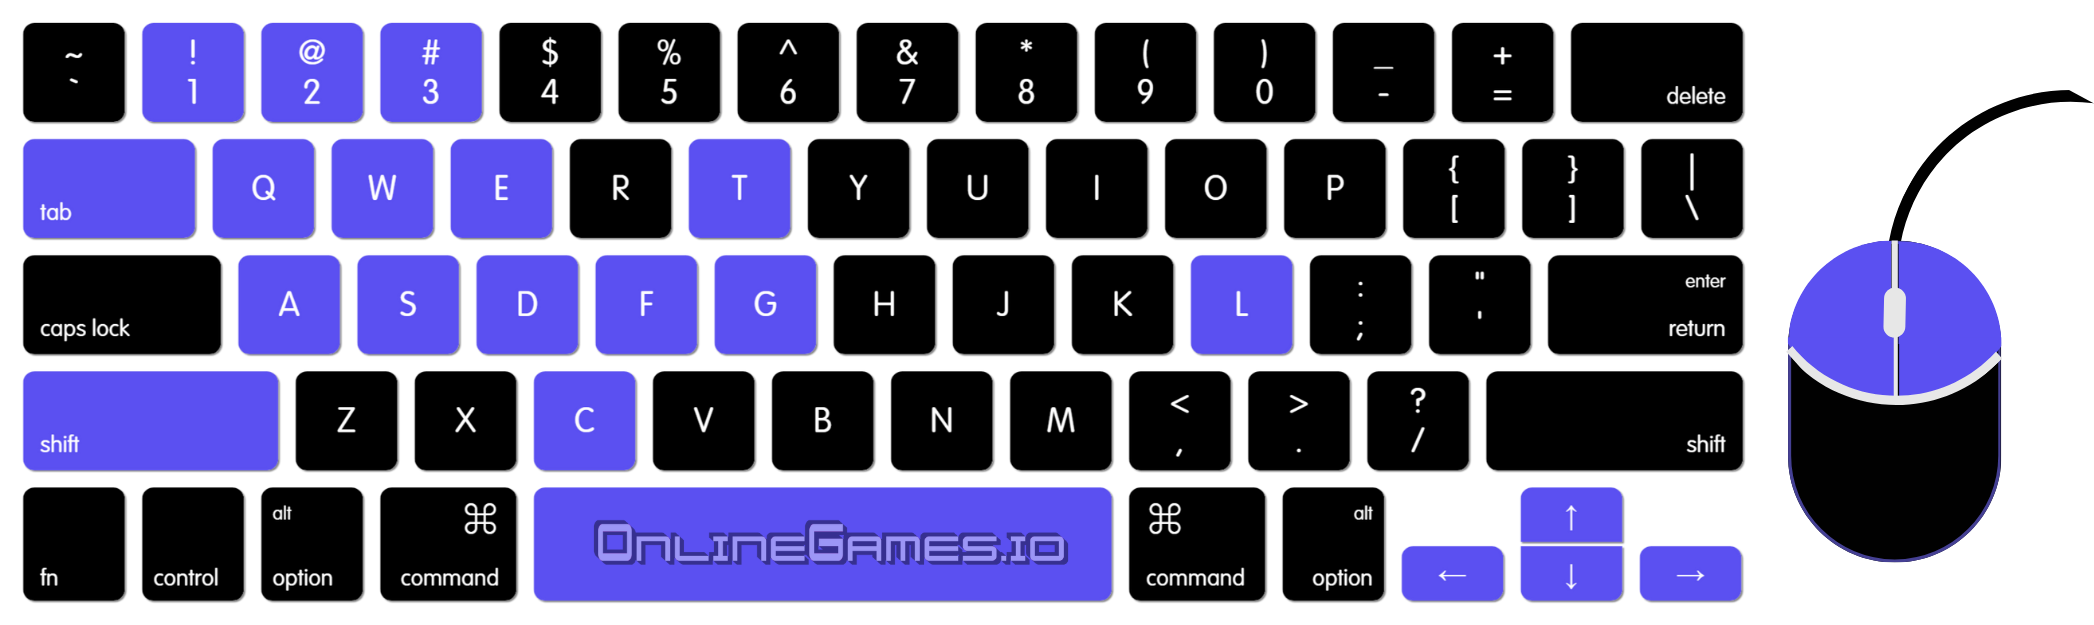 ~ ! @ # $ % ^ & * ( ) _ +
` 1 2 3 4 5 6 7 8 9 0 - = delete
tab Q W E R T Y U I O P { [ } ] | \
caps lock A S D F G H J K L : ; " ' enter return
shift Z X C V B N M < , > . ? / shift
fn control alt option ⌘ command OnlineGames.io ⌘ command alt option ← ↑ ↓ →